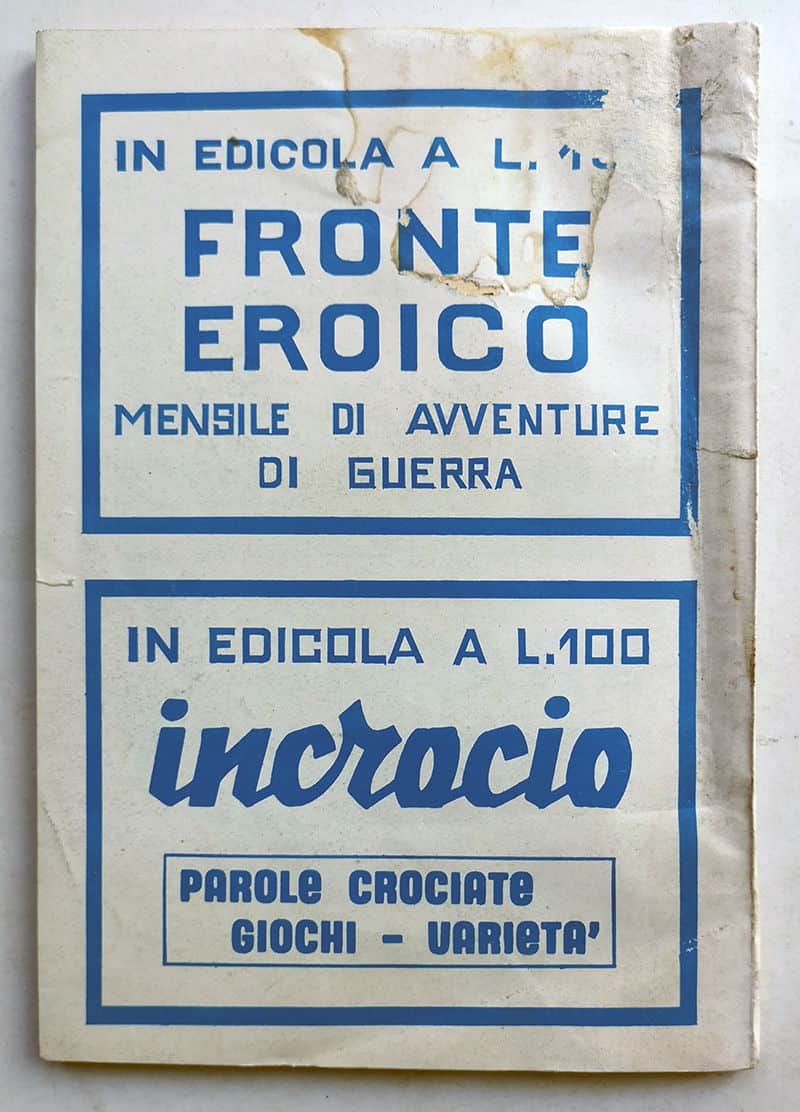 IN EDICOLA A L.
FRONTE
EROICO
MENSILE DI AVVENTURE
DI GUERRA
IN EDICOLA A L.100
incrocio
PAROLE CROCIATE
GIOCHI - VARIETA'